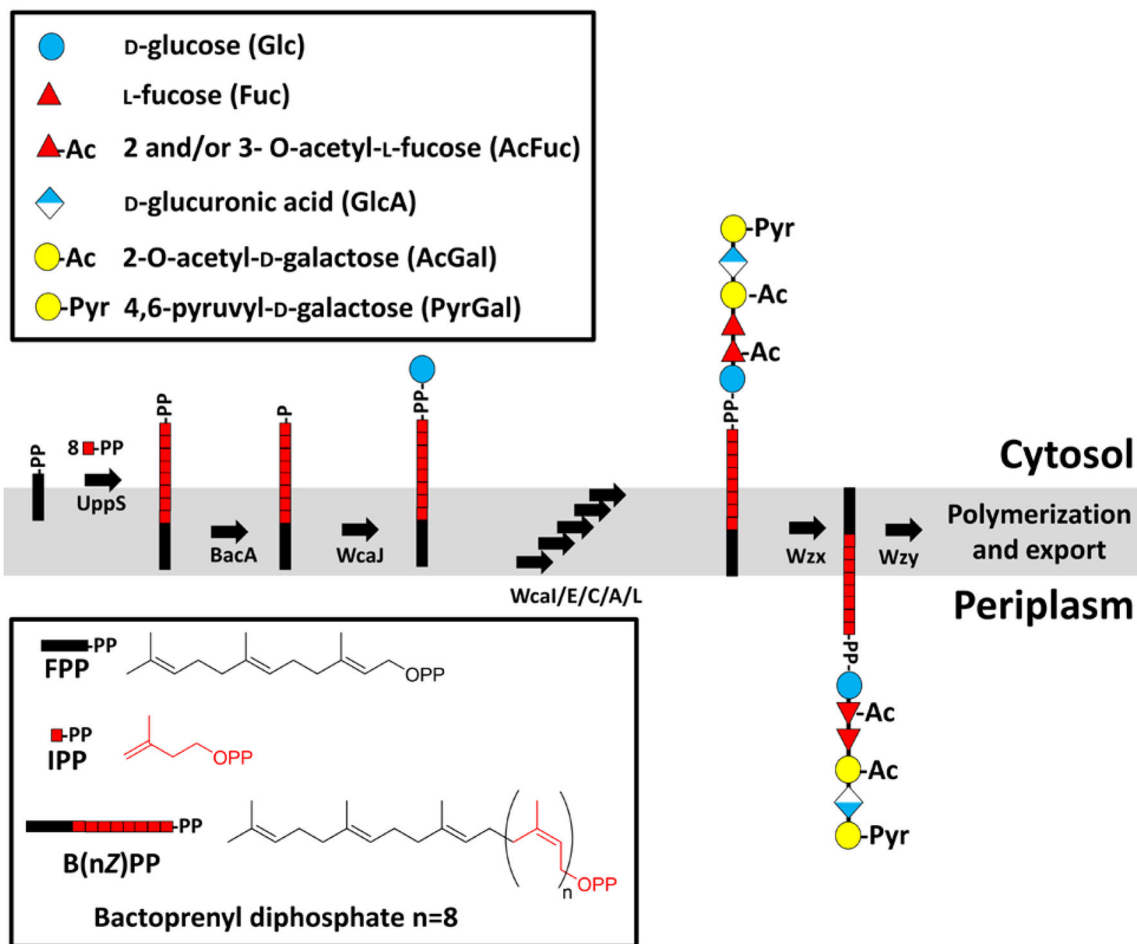 D-glucose (Glc)
L-fucose (Fuc)
-Ac 2 and/or 3- O-acetyl-L-fucose (AcFuc)
D-glucuronic acid (GlcA)
-Ac 2-O-acetyl-D-galactose (AcGal)
-Pyr 4,6-pyruvyl-D-galactose (PyrGal)
-PP
8 -PP
UppS
-PP
BacA
-P
WcaJ
-PP-
WcaI/E/C/A/L
-Pyr
-Ac
-Ac
-PP-
Wzx
Wzy
Cytosol
Polymerization
and export
Periplasm
-PP-
-Ac
-Ac
-Pyr
-PP
FPP
OPP
-PP
IPP
OPP
-PP
B(nZ)PP
n
OPP
Bactoprenyl diphosphate n=8